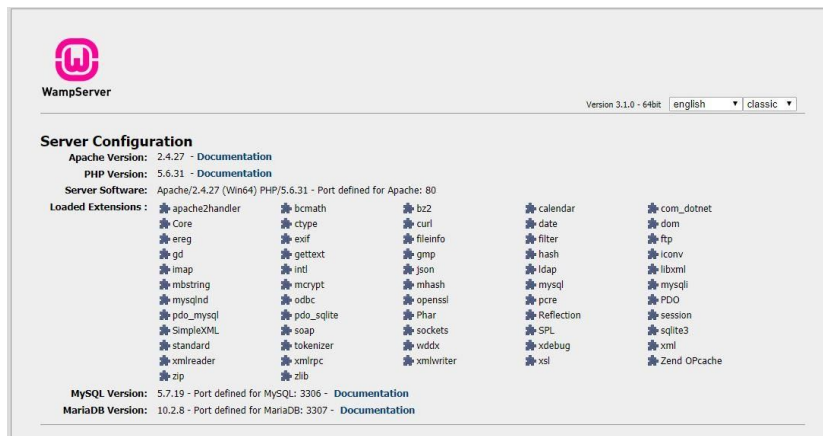 WampServer
Version 3.1.0 - 64bit english classic
Server Configuration
Apache Version: 2.4.27 - Documentation
PHP Version: 5.6.31 - Documentation
Server Software: Apache/2.4.27 (Win64) PHP/5.6.31 - Port defined for Apache: 80
Loaded Extensions : apache2handler bcmath bz2 calendar com_dotnet
Core ctype curl date dom
ereg exif fileinfo filter ftp
gd gettext gmp hash iconv
imap intl json ldap libxml
mbstring mcrypt mhash mysql mysqli
mysqlnd odbc openssl pcre PDO
pdo_mysql pdo_sqlite Phar Reflection session
SimpleXML soap sockets SPL sqlite3
standard tokenizer wddx xdebug xml
xmlreader xmlrpc xmlwriter xsl Zend OPcache
zip zlib
MySQL Version: 5.7.19 - Port defined for MySQL: 3306 - Documentation
MariaDB Version: 10.2.8 - Port defined for MariaDB: 3307 - Documentation